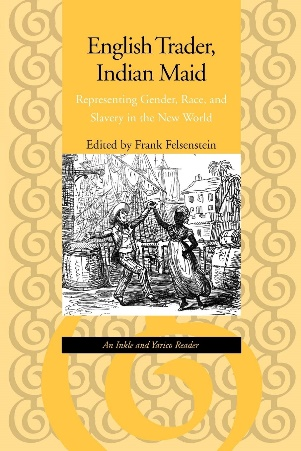 English Trader,
Indian Maid
Representing Gender, Race, and
Slavery in the New World
Edited by Frank Felsenstein
An Inkle and Yarico Reader